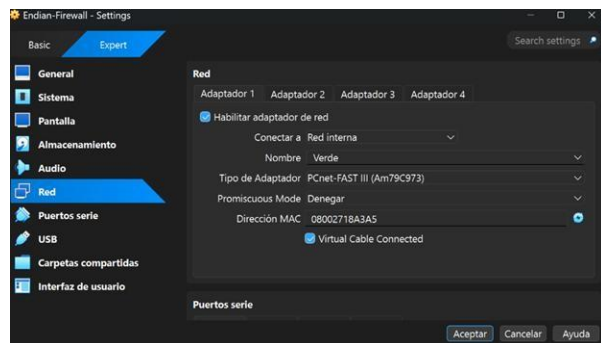 Endian-Firewall - Settings
Basic Expert Search settings
General
Sistema
Pantalla
Almacenamiento
Audio
Red
Puertos serie
USB
Carpetas compartidas
Interfaz de usuario
Red
Adaptador 1 Adaptador 2 Adaptador 3 Adaptador 4
Habilitar adaptador de red
Conectar a Red interna
Nombre Verde
Tipo de Adaptador PCnet-FAST III (Am79C973)
Promiscuous Mode Denegar
Dirección MAC 08002718A3A5
Virtual Cable Connected
Puertos serie
Aceptar Cancelar Ayuda